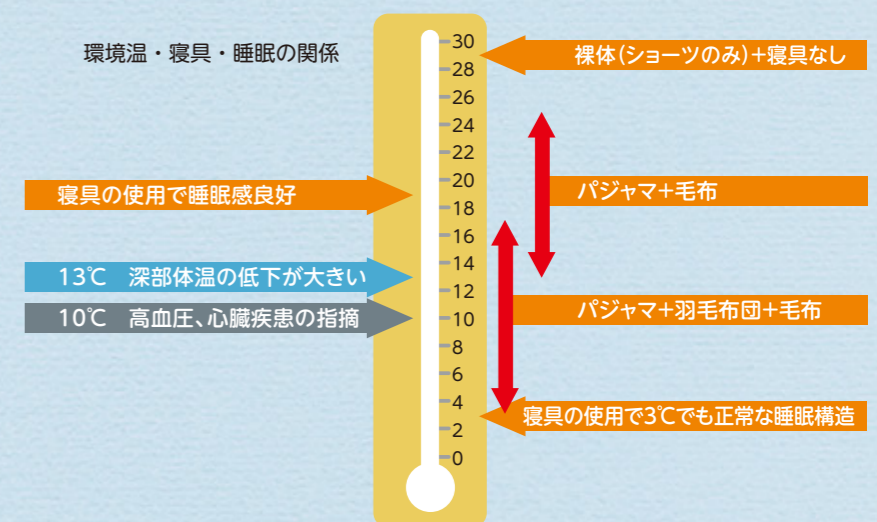 環境温・寝具・睡眠の関係
30
28
26
24
22
20
18
16
14
12
10
8
6
4
2
0
裸体(ショーツのみ)+寝具なし
寝具の使用で睡眠感良好
パジャマ+毛布
13℃ 深部体温の低下が大きい
10℃ 高血圧、心臓疾患の指摘
パジャマ+羽毛布団+毛布
寝具の使用で3℃でも正常な睡眠構造